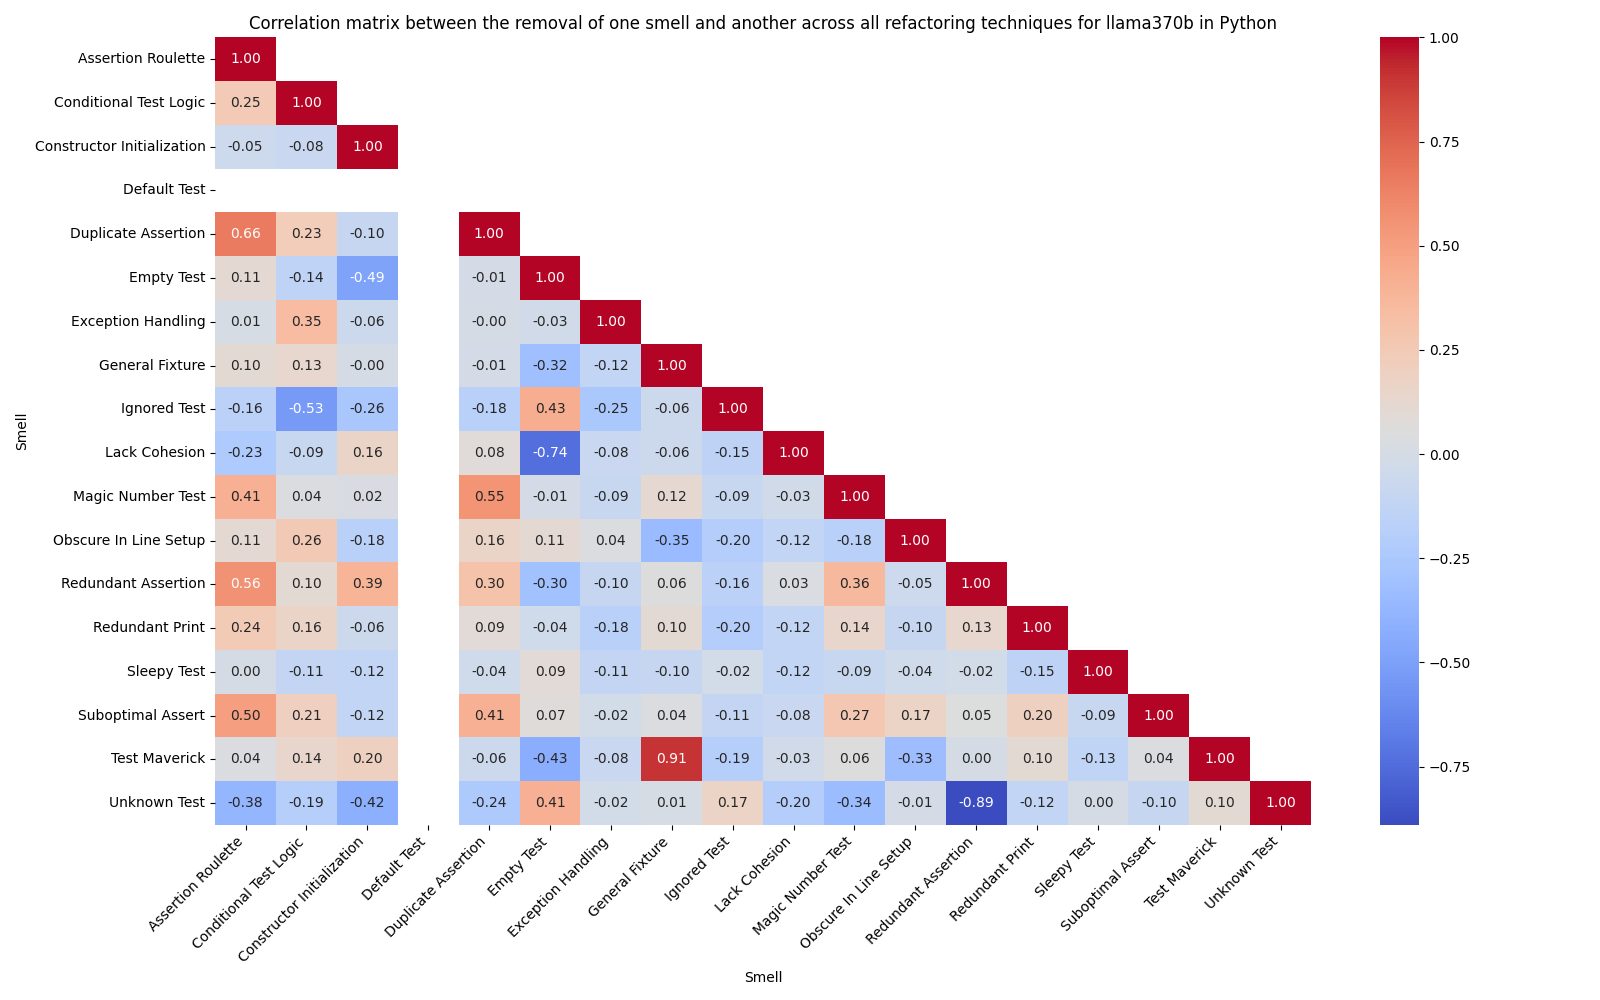 Correlation matrix between the removal of one smell and another across all refactoring techniques for llama370b in Python
Assertion Roulette 1.00
Conditional Test Logic 0.25 1.00
Constructor Initialization -0.05 -0.08 1.00
Default Test
Duplicate Assertion 0.66 0.23 -0.10 1.00
Empty Test 0.11 -0.14 -0.49 -0.01 1.00
Exception Handling 0.01 0.35 -0.06 -0.00 -0.03 1.00
General Fixture 0.10 0.13 -0.00 -0.01 -0.32 -0.12 1.00
Ignored Test -0.16 -0.53 -0.26 -0.18 0.43 -0.25 -0.06 1.00
Lack Cohesion -0.23 -0.09 0.16 0.08 -0.74 -0.08 -0.06 -0.15 1.00
Magic Number Test 0.41 0.04 0.02 0.55 -0.01 -0.09 0.12 -0.09 -0.03 1.00
Obscure In Line Setup 0.11 0.26 -0.18 0.16 0.11 0.04 -0.35 -0.20 -0.12 -0.18 1.00
Redundant Assertion 0.56 0.10 0.39 0.30 -0.30 -0.10 0.06 -0.16 0.03 0.36 -0.05 1.00
Redundant Print 0.24 0.16 -0.06 0.09 -0.04 -0.18 0.10 -0.20 -0.12 0.14 -0.10 0.13 1.00
Sleepy Test 0.00 -0.11 -0.12 -0.04 0.09 -0.11 -0.10 -0.02 -0.12 -0.09 -0.04 -0.02 -0.15 1.00
Suboptimal Assert 0.50 0.21 -0.12 0.41 0.07 -0.02 0.04 -0.11 -0.08 0.27 0.17 0.05 0.20 -0.09 1.00
Test Maverick 0.04 0.14 0.20 -0.06 -0.43 -0.08 0.91 -0.19 -0.03 0.06 -0.33 0.00 0.10 -0.13 0.04 1.00
Unknown Test -0.38 -0.19 -0.42 -0.24 0.41 -0.02 0.01 0.17 -0.20 -0.34 -0.01 -0.89 -0.12 0.00 -0.10 0.10 1.00
Smell
Assertion Roulette
Conditional Test Logic
Constructor Initialization
Default Test
Duplicate Assertion
Empty Test
Exception Handling
General Fixture
Ignored Test
Lack Cohesion
Magic Number Test
Obscure In Line Setup
Redundant Assertion
Redundant Print
Sleepy Test
Suboptimal Assert
Test Maverick
Unknown Test
Smell
1.00
0.75
0.50
0.25
0.00
−0.25
−0.50
−0.75